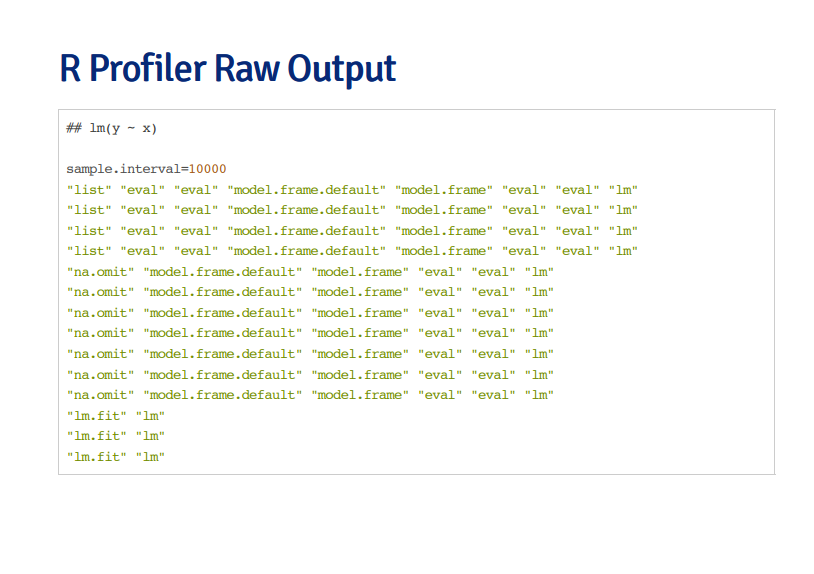 R Profiler Raw Output
## lm(y ~ x)
sample.interval=10000
"list" "eval" "eval" "model.frame.default" "model.frame" "eval" "eval" "lm"
"list" "eval" "eval" "model.frame.default" "model.frame" "eval" "eval" "lm"
"list" "eval" "eval" "model.frame.default" "model.frame" "eval" "eval" "lm"
"list" "eval" "eval" "model.frame.default" "model.frame" "eval" "eval" "lm"
"na.omit" "model.frame.default" "model.frame" "eval" "eval" "lm"
"na.omit" "model.frame.default" "model.frame" "eval" "eval" "lm"
"na.omit" "model.frame.default" "model.frame" "eval" "eval" "lm"
"na.omit" "model.frame.default" "model.frame" "eval" "eval" "lm"
"na.omit" "model.frame.default" "model.frame" "eval" "eval" "lm"
"na.omit" "model.frame.default" "model.frame" "eval" "eval" "lm"
"na.omit" "model.frame.default" "model.frame" "eval" "eval" "lm"
"lm.fit" "lm"
"lm.fit" "lm"
"lm.fit" "lm"